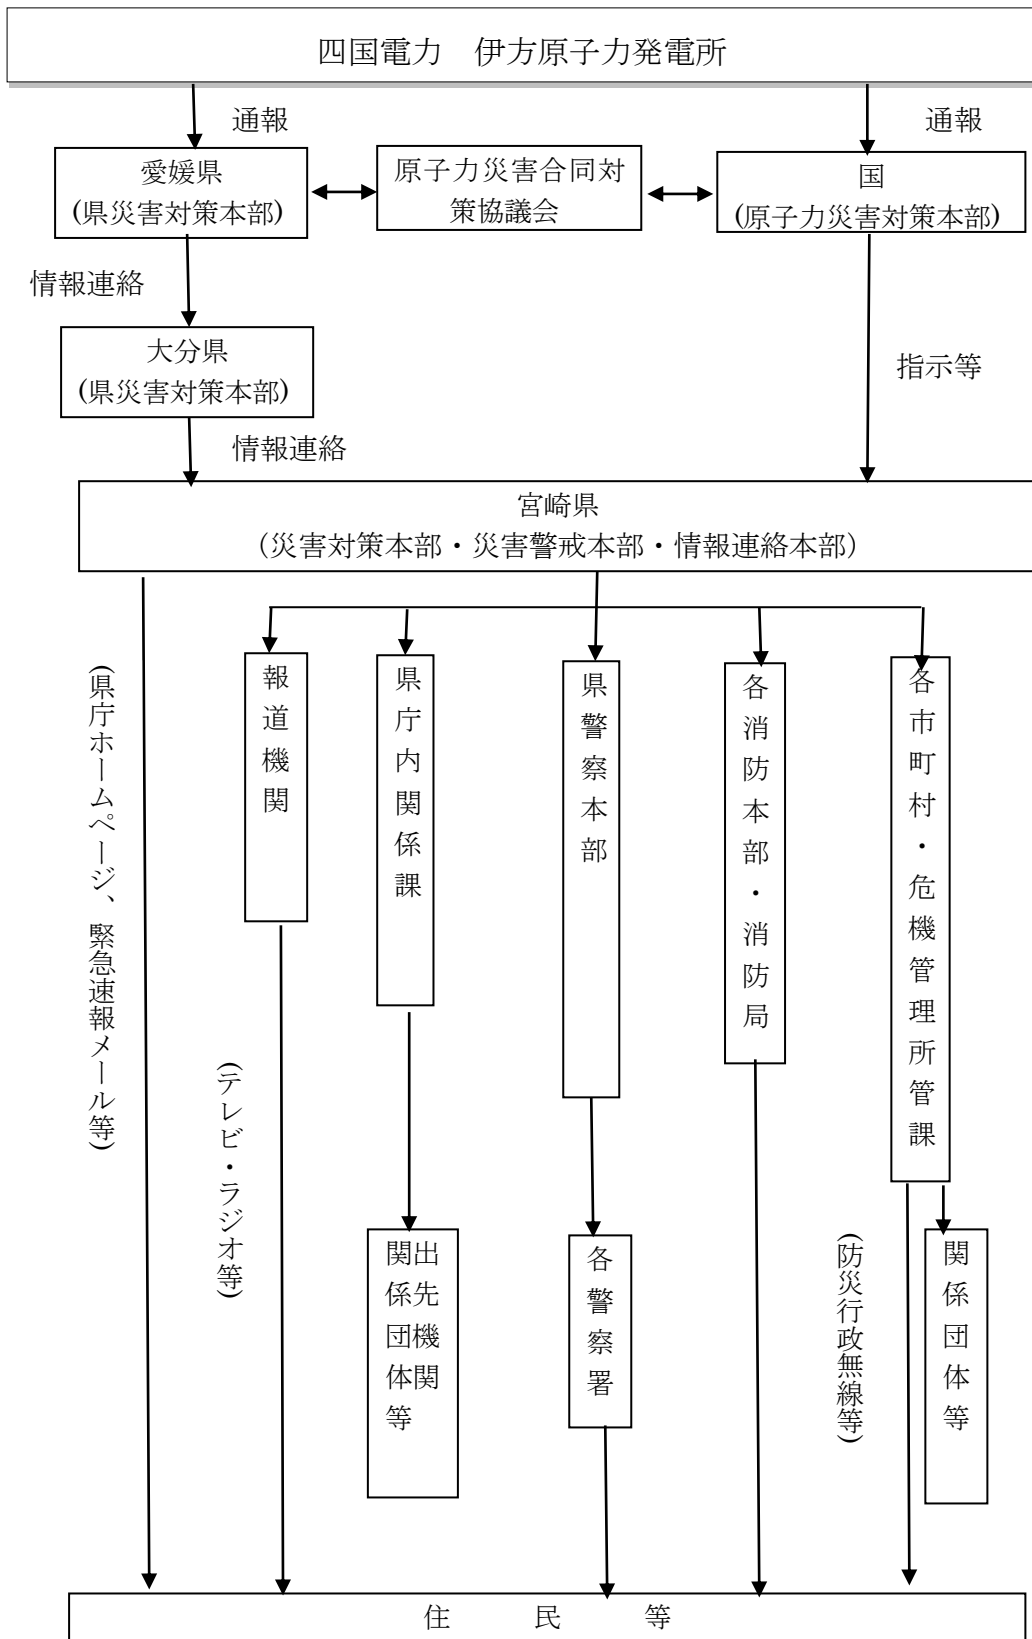 四国電力　伊方原子力発電所
通報
通報
愛媛県
(県災害対策本部)
原子力災害合同対
策協議会
国
(原子力災害対策本部)
情報連絡
大分県
(県災害対策本部)
指示等
情報連絡
宮崎県
（災害対策本部・災害警戒本部・情報連絡本部）
(県庁ホームページ、緊急速報メール等)
報道機関
県庁内関係課
県警察本部
各消防本部・消防局
各市町村・危機管理所管課
(テレビ・ラジオ等)
出先機関
関係団体等
各警察署
(防災行政無線等)
関係団体等
住　民　等